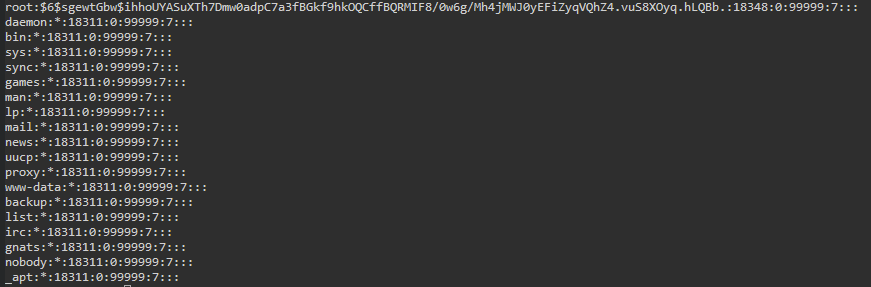 root:$6$sgewtGbw$ihhoUYASuXTh7Dmw0adpC7a3fBGkf9hkOQCffBQRMIF8/0w6g/Mh4jMWJ0yEFiZyqVQhZ4.vuS8XOyq.hLQBb.:18348:0:99999:7:::
daemon:*:18311:0:99999:7:::
bin:*:18311:0:99999:7:::
sys:*:18311:0:99999:7:::
sync:*:18311:0:99999:7:::
games:*:18311:0:99999:7:::
man:*:18311:0:99999:7:::
lp:*:18311:0:99999:7:::
mail:*:18311:0:99999:7:::
news:*:18311:0:99999:7:::
uucp:*:18311:0:99999:7:::
proxy:*:18311:0:99999:7:::
www-data:*:18311:0:99999:7:::
backup:*:18311:0:99999:7:::
list:*:18311:0:99999:7:::
irc:*:18311:0:99999:7:::
gnats:*:18311:0:99999:7:::
nobody:*:18311:0:99999:7:::
_apt:*:18311:0:99999:7:::